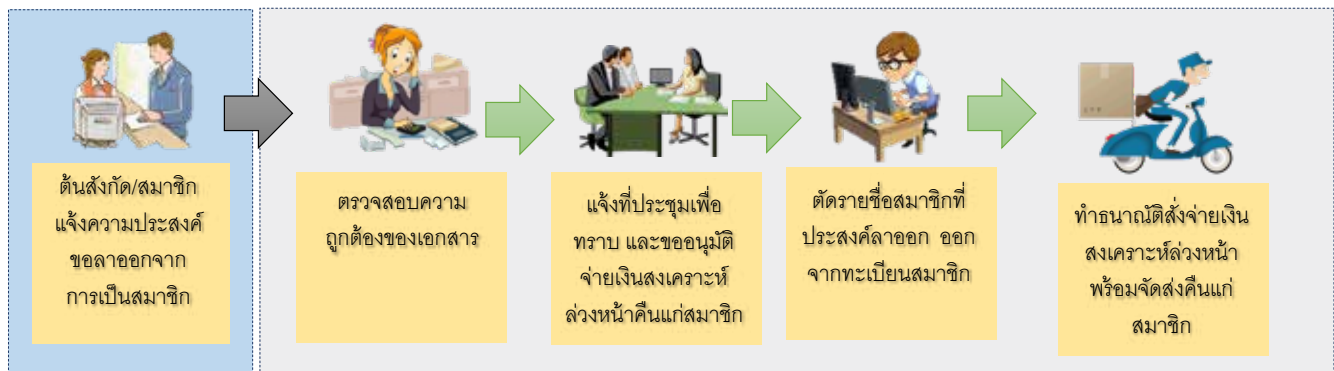 ต้นสังกัด/สมาชิก
แจ้งความประสงค์
ขอลาออกจาก
การเป็นสมาชิก
ตรวจสอบความ
ถูกต้องของเอกสาร
แจ้งที่ประชุมเพื่อ
ทราบ และขออนุมัติ
จ่ายเงินสงเคราะห์
ล่วงหน้าคืนแก่สมาชิก
ตัดรายชื่อสมาชิกที่
ประสงค์ลาออก ออก
จากทะเบียนสมาชิก
ทำธนาณัติสั่งจ่ายเงิน
สงเคราะห์ล่วงหน้า
พร้อมจัดส่งคืนแก่
สมาชิก